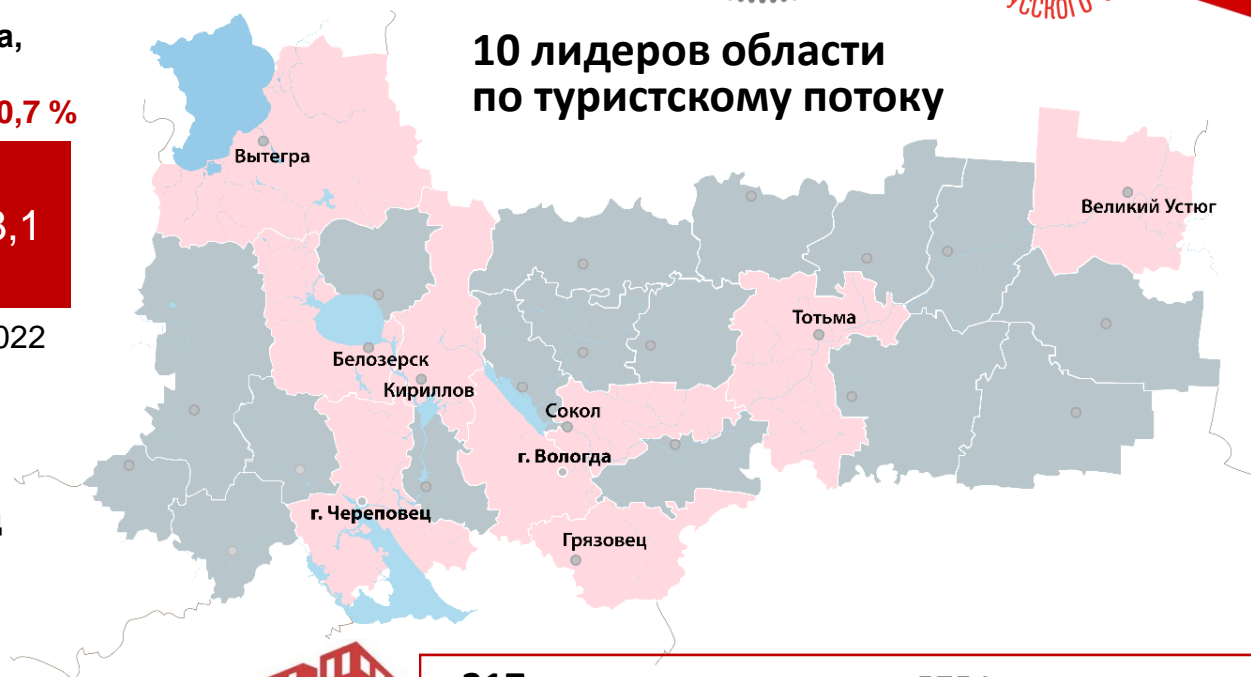 10 лидеров области
по туристскому потоку
а,
0,7 %
3,1
022
Вытегра
Великий Устюг
Тотьма
Белозерск
Кириллов
Сокол
г. Вологда
г. Череповец
Грязовец